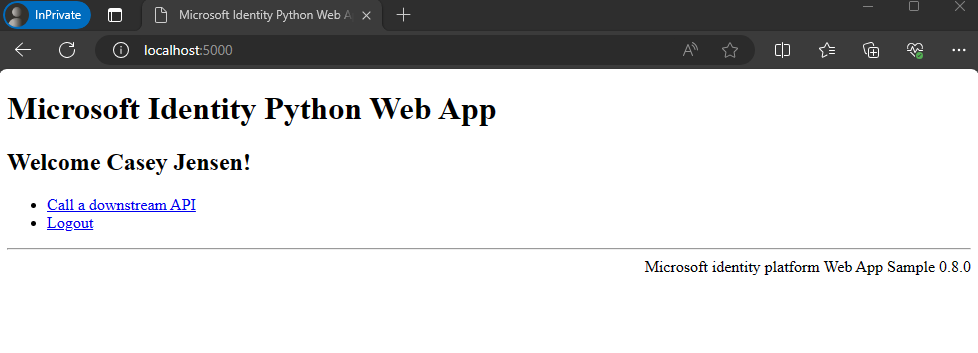 InPrivate
Microsoft Identity Python Web A
localhost:5000
Microsoft Identity Python Web App
Welcome Casey Jensen!
Call a downstream API
Logout
Microsoft identity platform Web App Sample 0.8.0